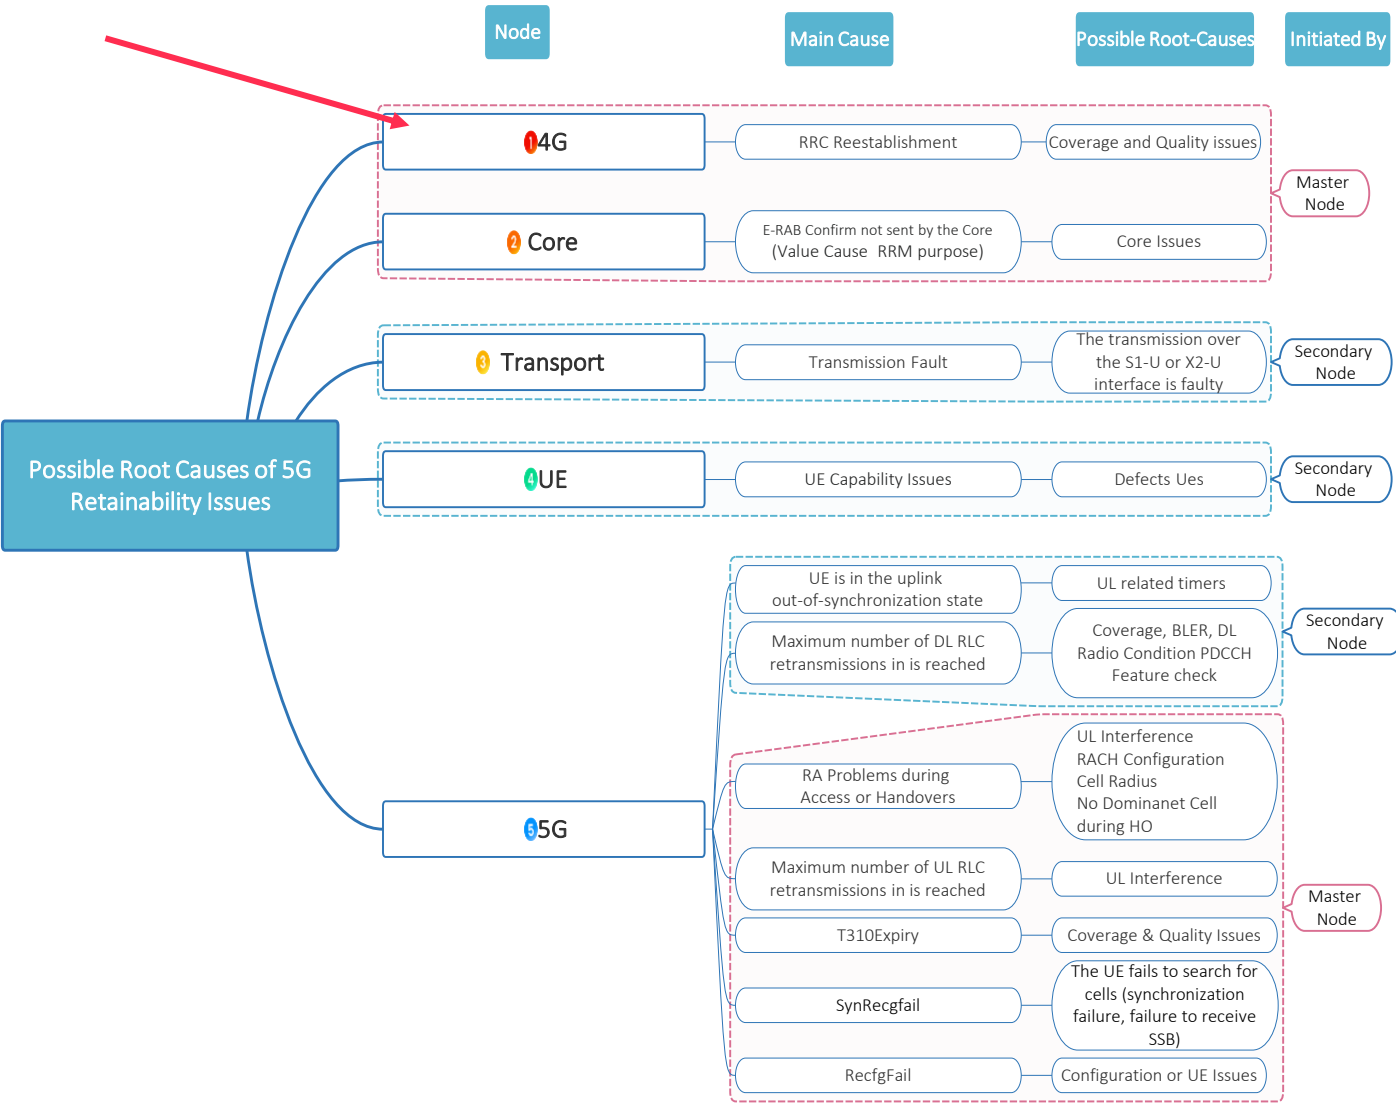 Node
Main Cause
Possible Root-Causes
Initiated By
Possible Root Causes of 5G
Retainability Issues
1 4G
RRC Reestablishment
Coverage and Quality issues
Master
Node
2 Core
E-RAB Confirm not sent by the Core
(Value Cause RRM purpose)
Core Issues
3 Transport
Transmission Fault
The transmission over
the S1-U or X2-U
interface is faulty
Secondary
Node
4 UE
UE Capability Issues
Defects Ues
Secondary
Node
5 5G
UE is in the uplink
out-of-synchronization state
UL related timers
Maximum number of DL RLC
retransmissions in is reached
Coverage, BLER, DL
Radio Condition PDCCH
Feature check
Secondary
Node
RA Problems during
Access or Handovers
UL Interference
RACH Configuration
Cell Radius
No Dominanet Cell
during HO
Maximum number of UL RLC
retransmissions in is reached
UL Interference
T310Expiry
Coverage & Quality Issues
SynRecgfail
The UE fails to search for
cells (synchronization
failure, failure to receive
SSB)
RecfgFail
Configuration or UE Issues
Master
Node